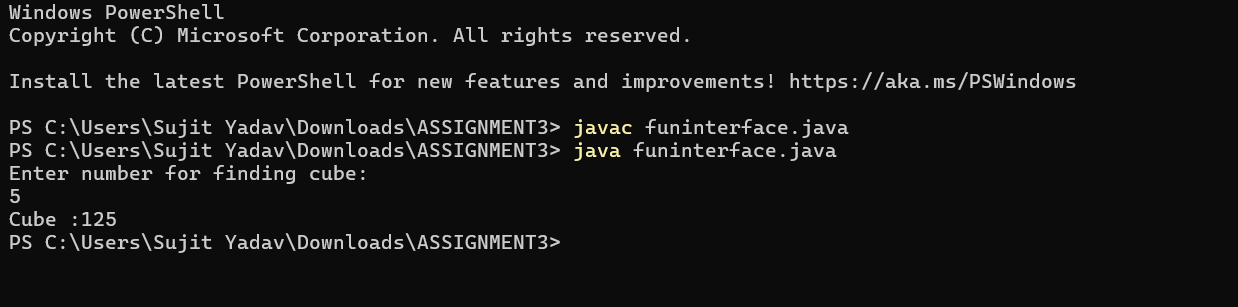 Windows PowerShell
Copyright (C) Microsoft Corporation. All rights reserved.
Install the latest PowerShell for new features and improvements! https://aka.ms/PSWindows
PS C:\Users\Sujit Yadav\Downloads\ASSIGNMENT3> javac funinterface.java
PS C:\Users\Sujit Yadav\Downloads\ASSIGNMENT3> java funinterface.java
Enter number for finding cube:
5
Cube :125
PS C:\Users\Sujit Yadav\Downloads\ASSIGNMENT3>